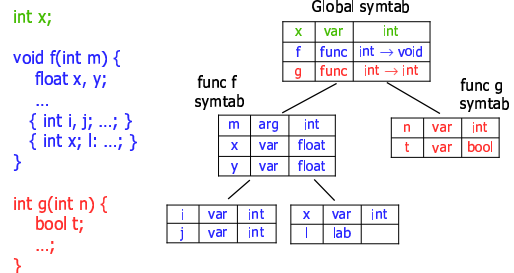 int x;
void f(int m) {
float x, y;
...
{ int i, j; ...; }
{ int x; l: ...; }
}
int g(int n) {
bool t;
...;
}
Global symtab
x var int
f func int → void
g func int → int
func f
symtab
m arg int
x var float
y var float
func g
symtab
n var int
t var bool
i var int
j var int
x var int
l lab